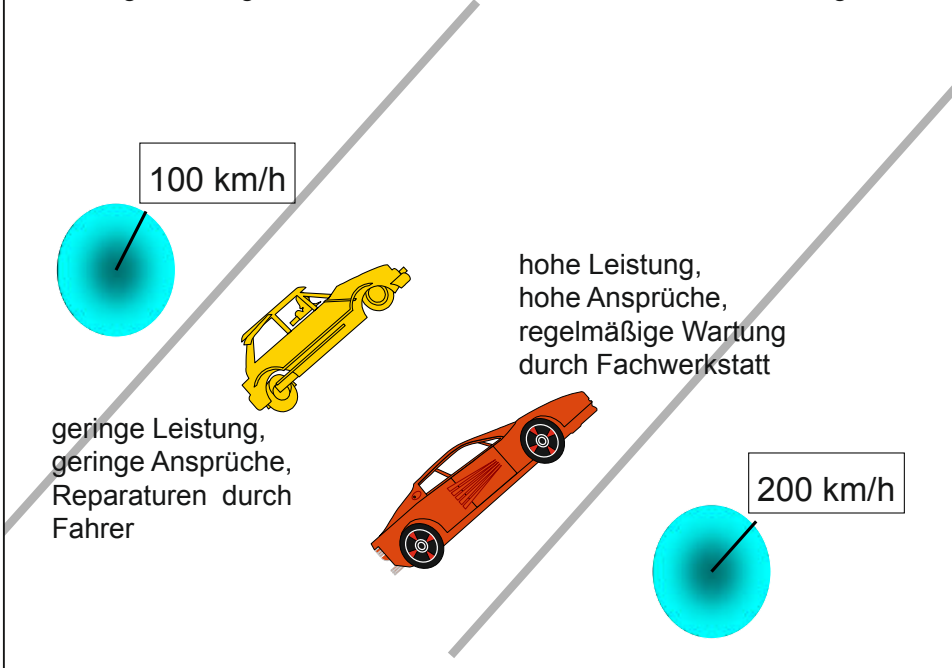 100 km/h
hohe Leistung,
hohe Ansprüche,
regelmäßige Wartung
durch Fachwerkstatt
geringe Leistung,
geringe Ansprüche,
Reparaturen durch
Fahrer
200 km/h